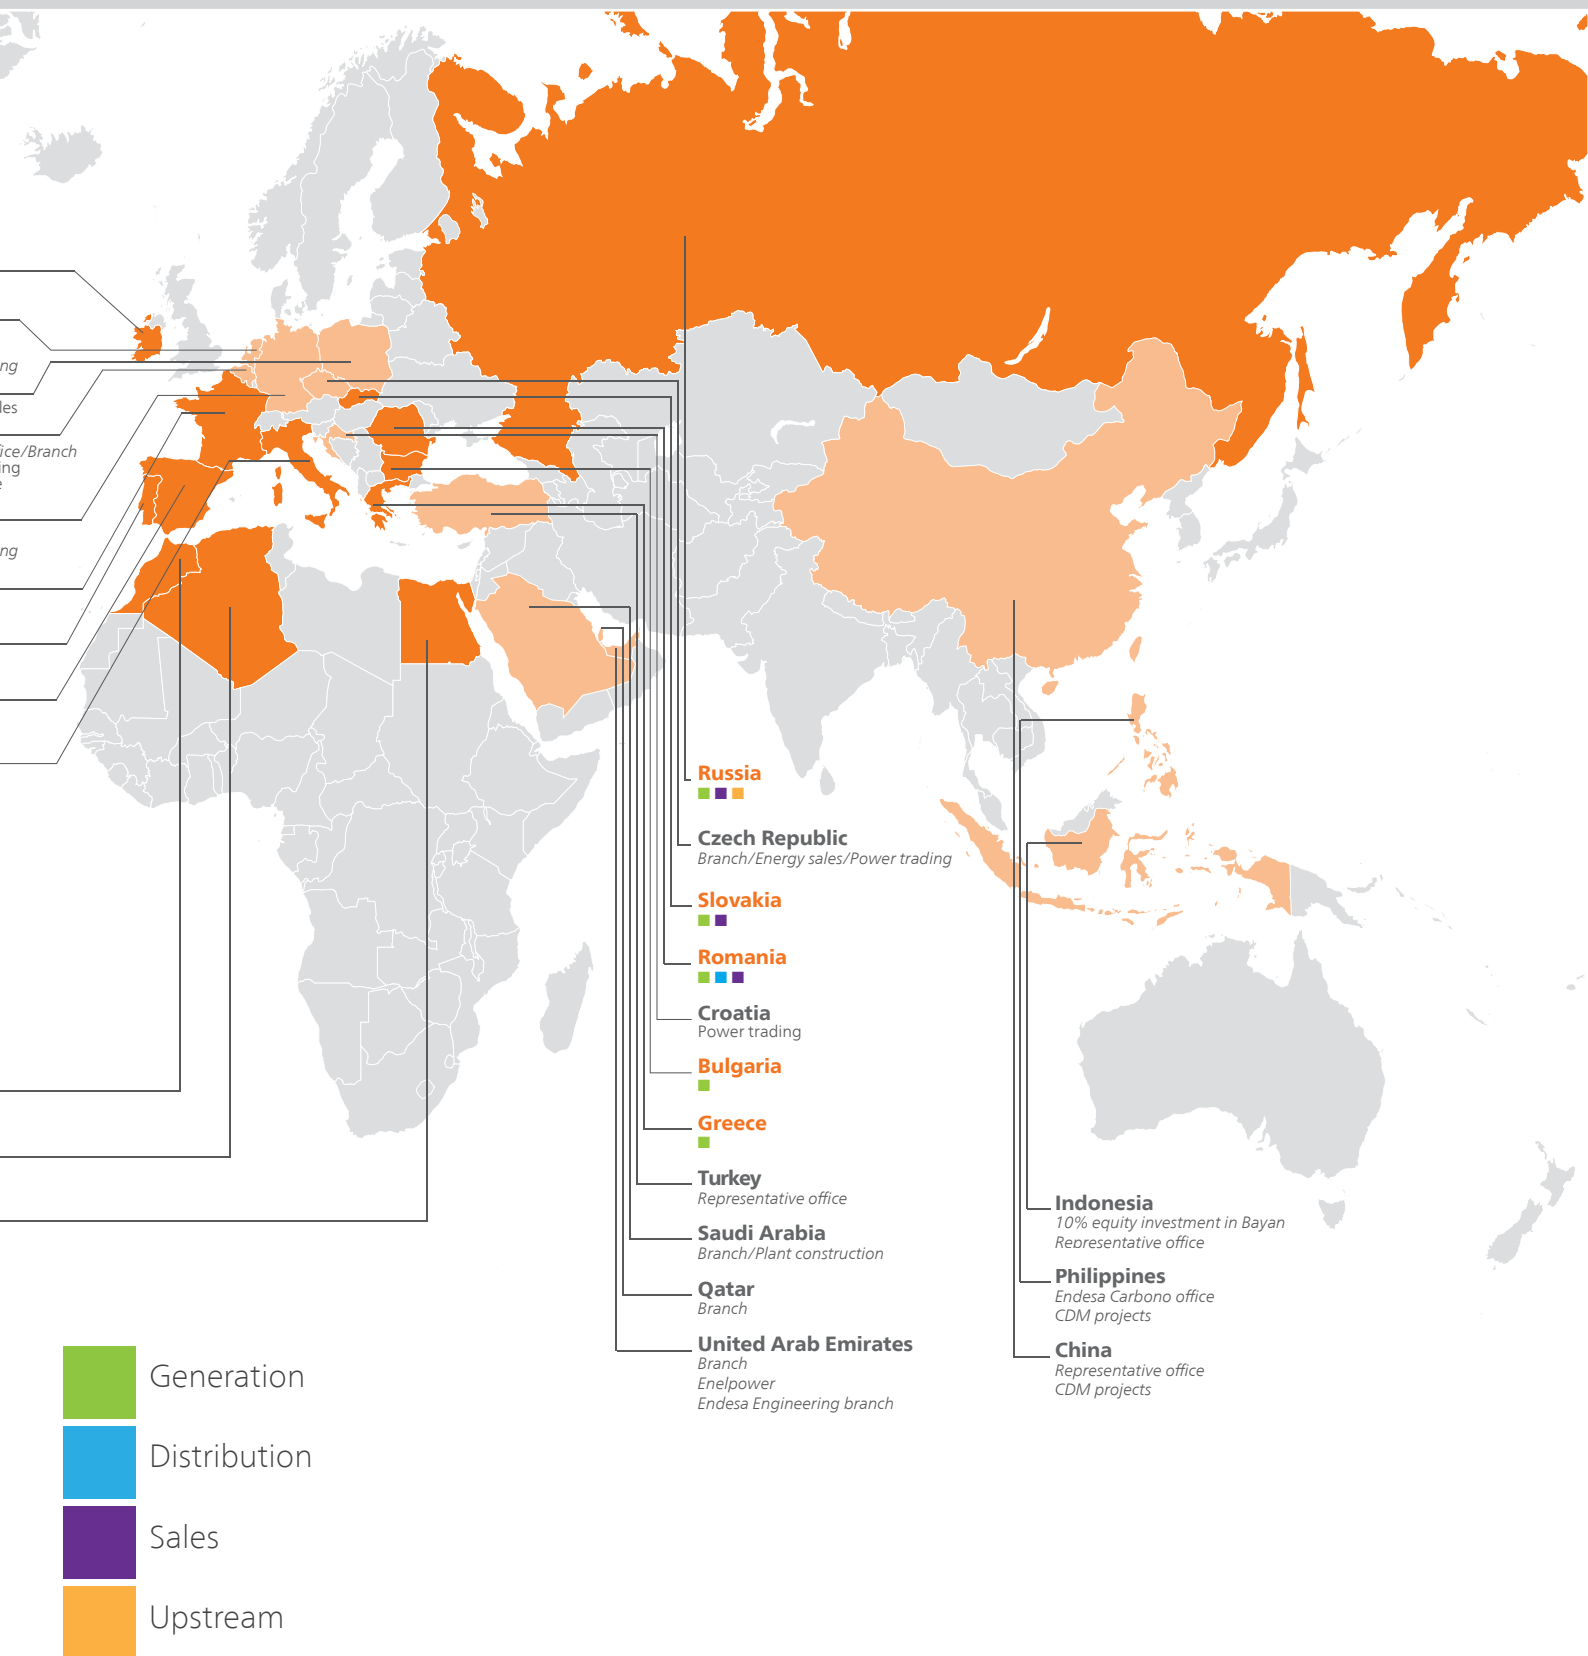 ng
les
ice/Branch
ing
e
ng
Russia
Czech Republic
Branch/Energy sales/Power trading
Slovakia
Romania
Croatia
Power trading
Bulgaria
Greece
Turkey
Representative office
Saudi Arabia
Branch/Plant construction
Qatar
Branch
United Arab Emirates
Branch
Enelpower
Endesa Engineering branch
Indonesia
10% equity investment in Bayan
Representative office
Philippines
Endesa Carbono office
CDM projects
China
Representative office
CDM projects
Generation
Distribution
Sales
Upstream